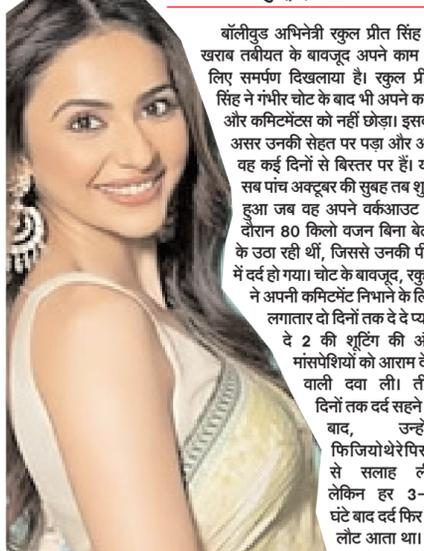 बॉलीवुड अभिनेत्री रकुल प्रीत सिंह
खराब तबीयत के बावजूद अपने काम
लिए समर्पण दिखलाया है। रकुल प्री
सिंह ने गंभीर चोट के बाद भी अपने क
और कमिटमेंट्स को नहीं छोड़ा। इसव
असर उनकी सेहत पर पड़ा और अ
वह कई दिनों से बिस्तर पर हैं। य
सब पांच अक्टूबर की सुबह तब शु
हुआ जब वह अपने वर्कआउट
दौरान 80 किलो वजन बिना बेल
के उठा रही थीं, जिससे उनकी पी
में दर्द हो गया। चोट के बावजूद, रकु
ने अपनी कमिटमेंट निभाने के लि
लगातार दो दिनों तक दे दे प्य
दे 2 की शूटिंग की अ
मांसपेशियों को आराम दे
वाली दवा ली। ती
दिनों तक दर्द सहने
बाद, उन्हो
फिजियोथेरेपिस
से सलाह ल
लेकिन हर 3-
घंटे बाद दर्द फिर
लौट आता था।